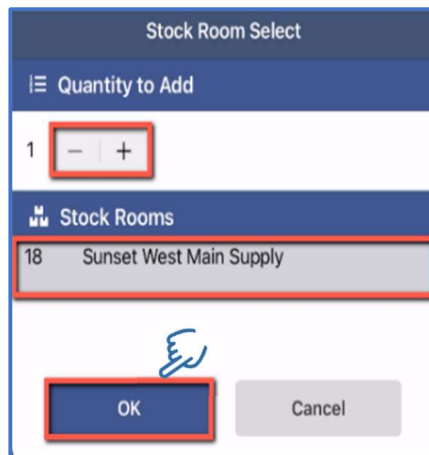 Stock Room Select
Quantity to Add
1 − +
Stock Rooms
18 Sunset West Main Supply
OK Cancel